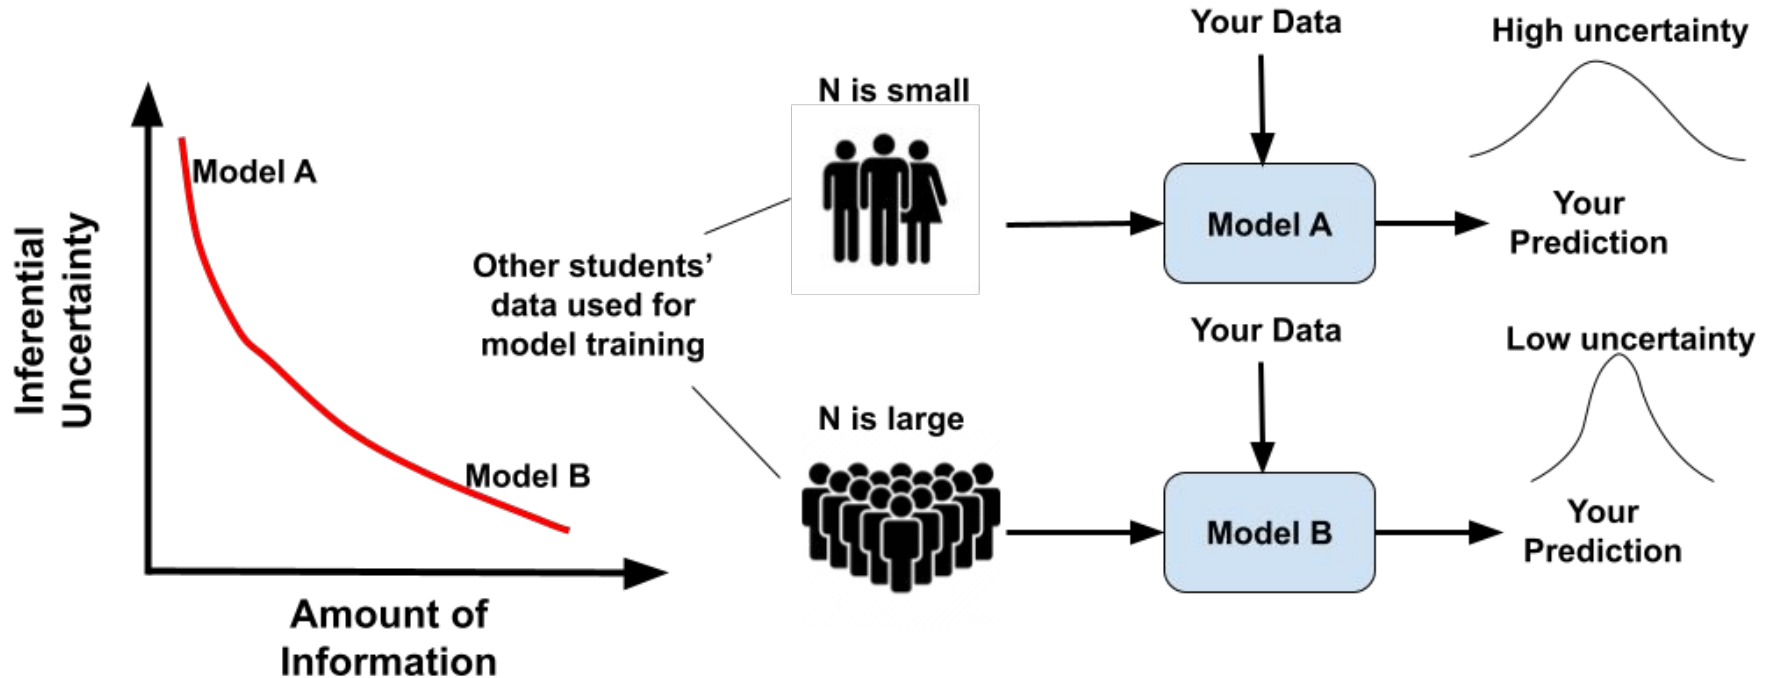 Inferential
Uncertainty
Model A
Model B
Amount of
Information
Other students’
data used for
model training
N is small
Your Data
Model A
High uncertainty
Your
Prediction
N is large
Your Data
Model B
Low uncertainty
Your
Prediction